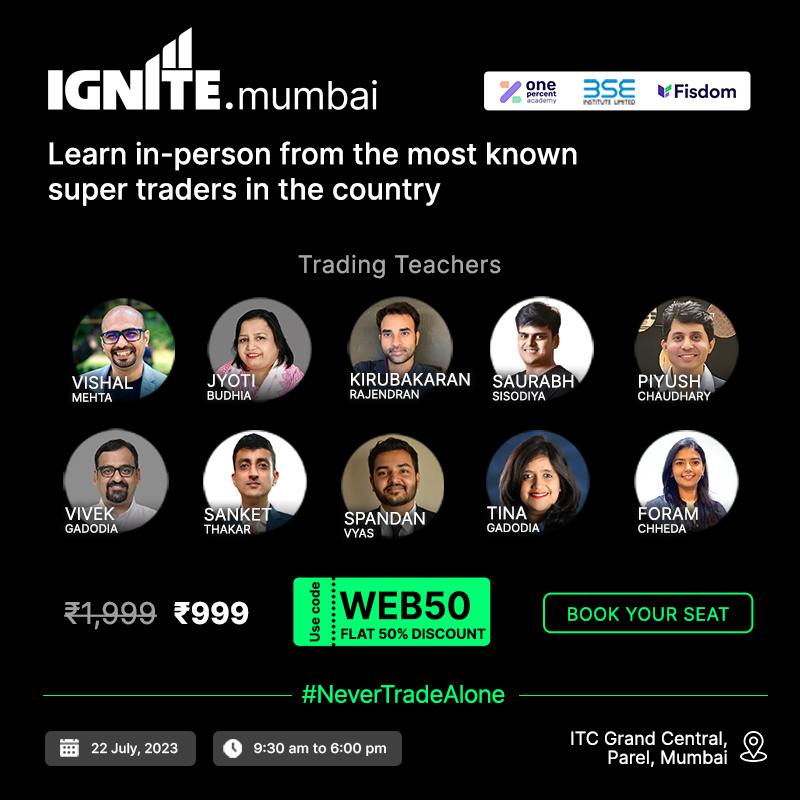 IGNITE.mumbai
one
percent
academy
BSE
INSTITUTE LIMITED
Fisdom
Learn in-person from the most known
super traders in the country
Trading Teachers
VISHAL
MEHTA
JYOTI
BUDHIA
KIRUBAKARAN
RAJENDRAN
SAURABH
SISODIYA
PIYUSH
CHAUDHARY
VIVEK
GADODIA
SANKET
THAKAR
SPANDAN
VYAS
TINA
GADODIA
FORAM
CHHEDA
₹1,999 ₹999
Use code
WEB50
FLAT 50% DISCOUNT
BOOK YOUR SEAT
#NeverTradeAlone
22 July, 2023
9:30 am to 6:00 pm
ITC Grand Central,
Parel, Mumbai